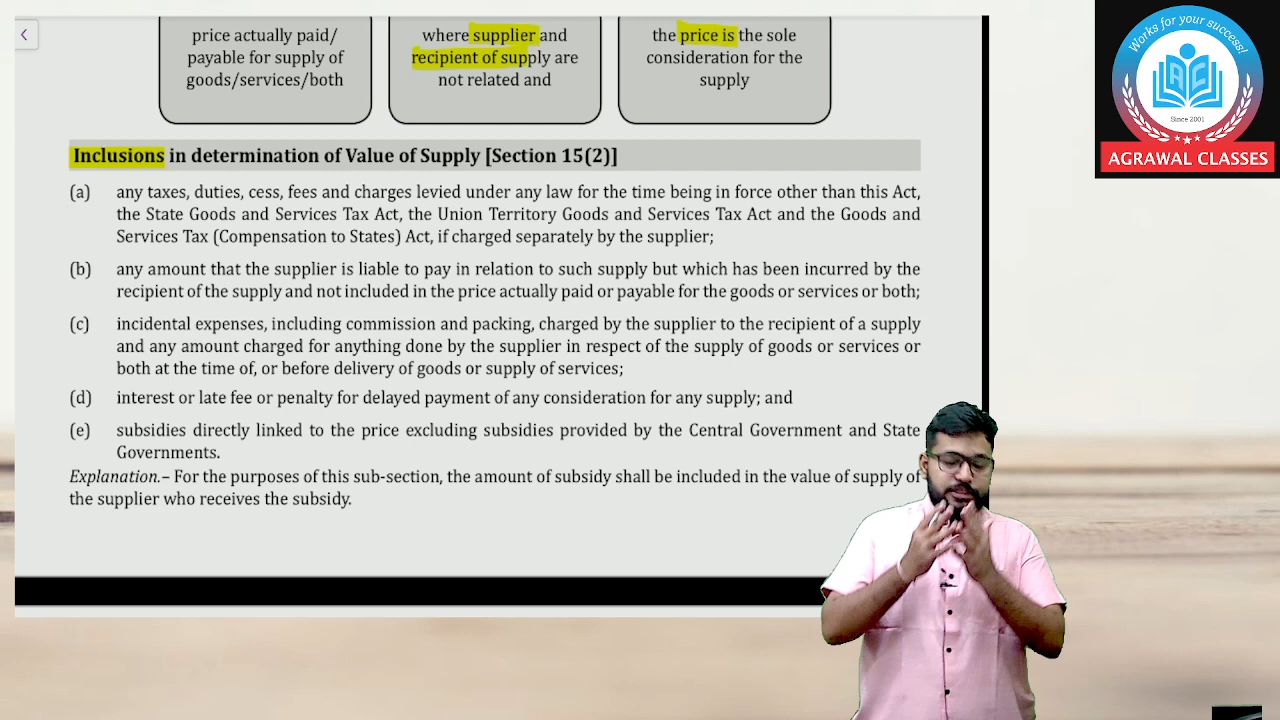 price actually paid/
payable for supply of
goods/services/both
where supplier and
recipient of supply are
not related and
the price is the sole
consideration for the
supply
Inclusions in determination of Value of Supply [Section 15(2)]
(a) any taxes, duties, cess, fees and charges levied under any law for the time being in force other than this Act,
the State Goods and Services Tax Act, the Union Territory Goods and Services Tax Act and the Goods and
Services Tax (Compensation to States) Act, if charged separately by the supplier;
(b) any amount that the supplier is liable to pay in relation to such supply but which has been incurred by the
recipient of the supply and not included in the price actually paid or payable for the goods or services or both;
(c) incidental expenses, including commission and packing, charged by the supplier to the recipient of a supply
and any amount charged for anything done by the supplier in respect of the supply of goods or services or
both at the time of, or before delivery of goods or supply of services;
(d) interest or late fee or penalty for delayed payment of any consideration for any supply; and
(e) subsidies directly linked to the price excluding subsidies provided by the Central Government and State
Governments.
Explanation.– For the purposes of this sub-section, the amount of subsidy shall be included in the value of supply of
the supplier who receives the subsidy.
Works for your success!
AC
Since 2001
AGRAWAL CLASSES